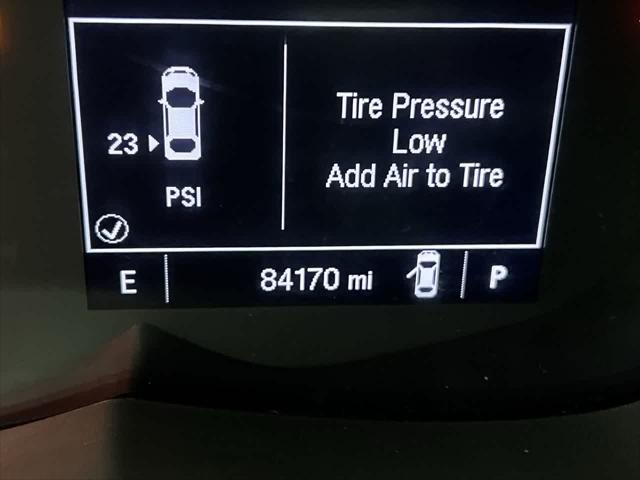 Tire Pressure
Low
Add Air to Tire
23
PSI
E
84170 mi
P